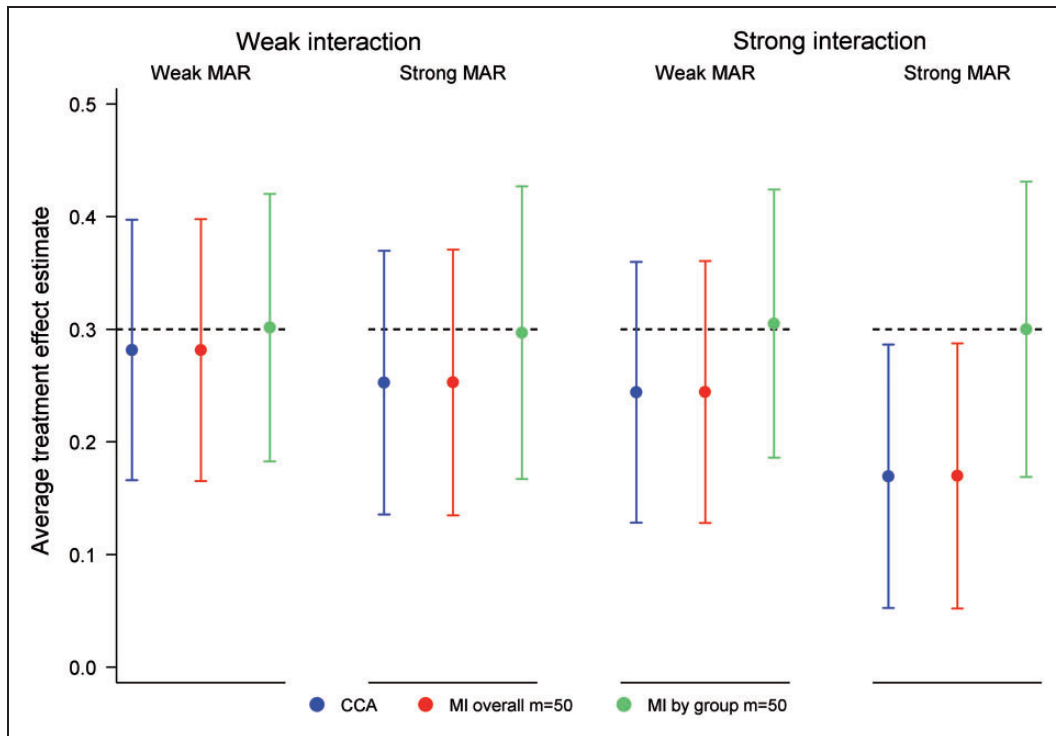 Weak interaction Strong interaction
Weak MAR Strong MAR Weak MAR Strong MAR
Average treatment effect estimate
0.5
0.4
0.3
0.2
0.1
0.0
CCA MI overall m=50 MI by group m=50